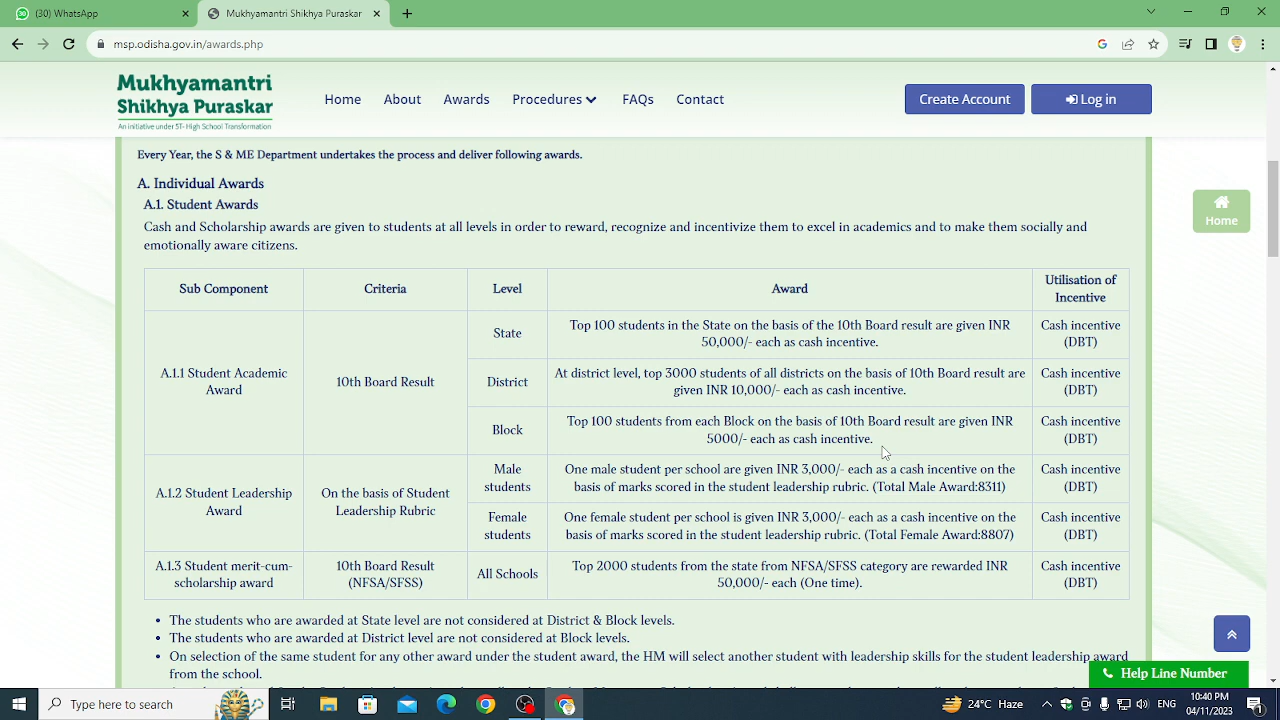 (30) WhatsApp
Mukhyamantri Shikhya Puraskar
msp.odisha.gov.in/awards.php
Mukhyamantri
Shikhya Puraskar
An initiative under 5T- High School Transformation
Home
About
Awards
Procedures
FAQs
Contact
Create Account
Log in
Every Year, the S & ME Department undertakes the process and deliver following awards.
A. Individual Awards
A.1. Student Awards
Cash and Scholarship awards are given to students at all levels in order to reward, recognize and incentivize them to excel in academics and to make them socially and
emotionally aware citizens.
Home
Sub Component
Criteria
Level
Award
Utilisation of
Incentive
A.1.1 Student Academic
Award
10th Board Result
State
Top 100 students in the State on the basis of the 10th Board result are given INR
50,000/- each as cash incentive.
Cash incentive
(DBT)
District
At district level, top 3000 students of all districts on the basis of 10th Board result are
given INR 10,000/- each as cash incentive.
Cash incentive
(DBT)
Block
Top 100 students from each Block on the basis of 10th Board result are given INR
5000/- each as cash incentive.
Cash incentive
(DBT)
A.1.2 Student Leadership
Award
On the basis of Student
Leadership Rubric
Male
students
One male student per school are given INR 3,000/- each as a cash incentive on the
basis of marks scored in the student leadership rubric. (Total Male Award:8311)
Cash incentive
(DBT)
Female
students
One female student per school is given INR 3,000/- each as a cash incentive on the
basis of marks scored in the student leadership rubric. (Total Female Award:8807)
Cash incentive
(DBT)
A.1.3 Student merit-cum-
scholarship award
10th Board Result
(NFSA/SFSS)
All Schools
Top 2000 students from the state from NFSA/SFSS category are rewarded INR
50,000/- each (One time).
Cash incentive
(DBT)
• The students who are awarded at State level are not considered at District & Block levels.
• The students who are awarded at District level are not considered at Block levels.
• On selection of the same student for any other award under the student award, the HM will select another student with leadership skills for the student leadership award
from the school.
Help Line Number
Type here to search
24°C Haze
10:40 PM
04/11/2023